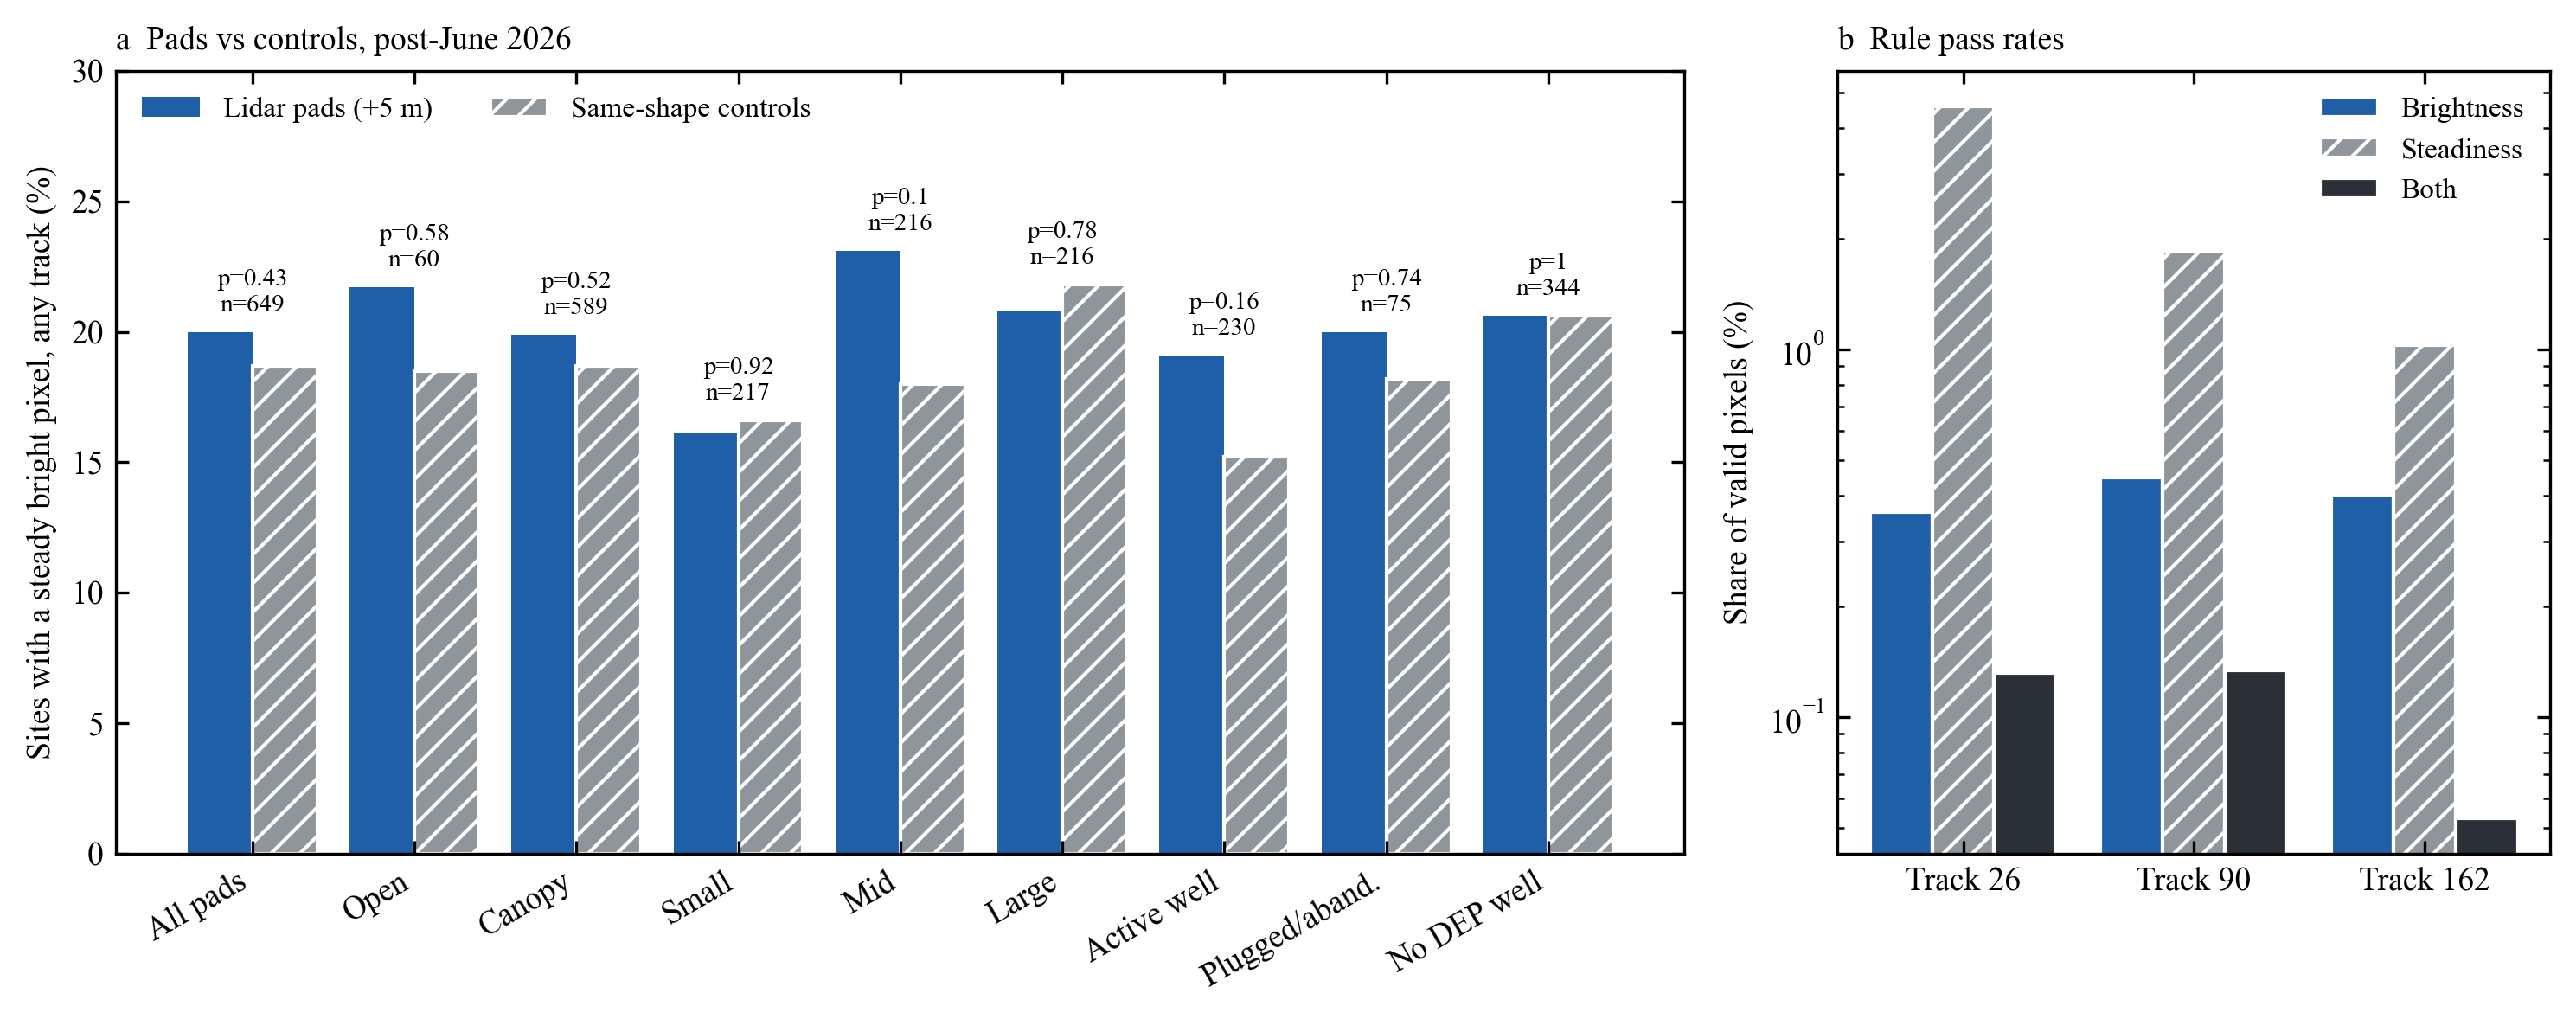 a Pads vs controls, post-June 2026
Sites with a steady bright pixel, any track (%)
30
25
20
15
10
5
0
Lidar pads (+5 m)
Same-shape controls
p=0.43
n=649
p=0.58
n=60
p=0.52
n=589
p=0.92
n=217
p=0.1
n=216
p=0.78
n=216
p=0.16
n=230
p=0.74
n=75
p=1
n=344
All pads
Open
Canopy
Small
Mid
Large
Active well
Plugged/aband.
No DEP well
b Rule pass rates
Share of valid pixels (%)
10⁰
10⁻¹
Brightness
Steadiness
Both
Track 26
Track 90
Track 162